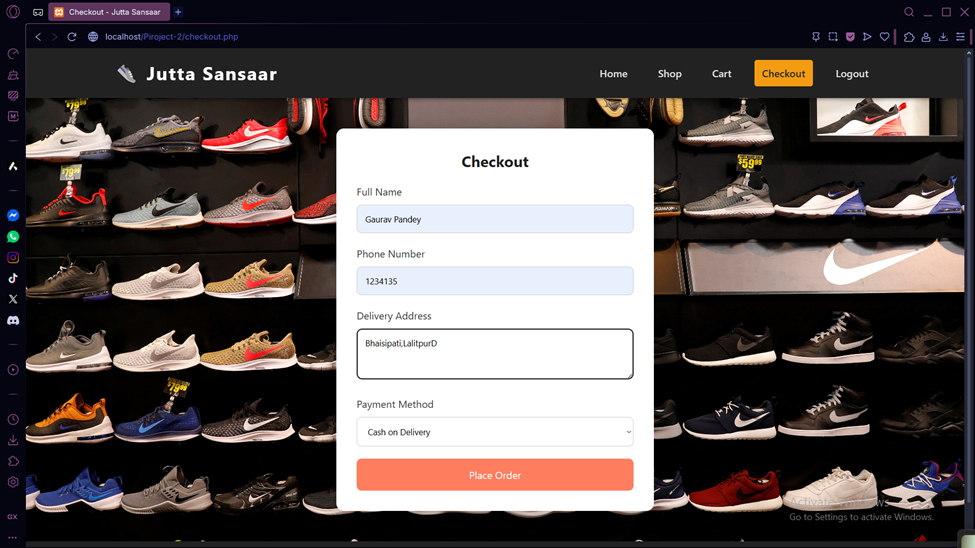 Checkout - Jutta Sansaar
localhost/Piroject-2/checkout.php
Jutta Sansaar
Home Shop Cart Checkout Logout
Checkout
Full Name
Gaurav Pandey
Phone Number
1234135
Delivery Address
Bhaisipati,LalitpurD
Payment Method
Cash on Delivery
Place Order
Activate Windows
Go to Settings to activate Windows.